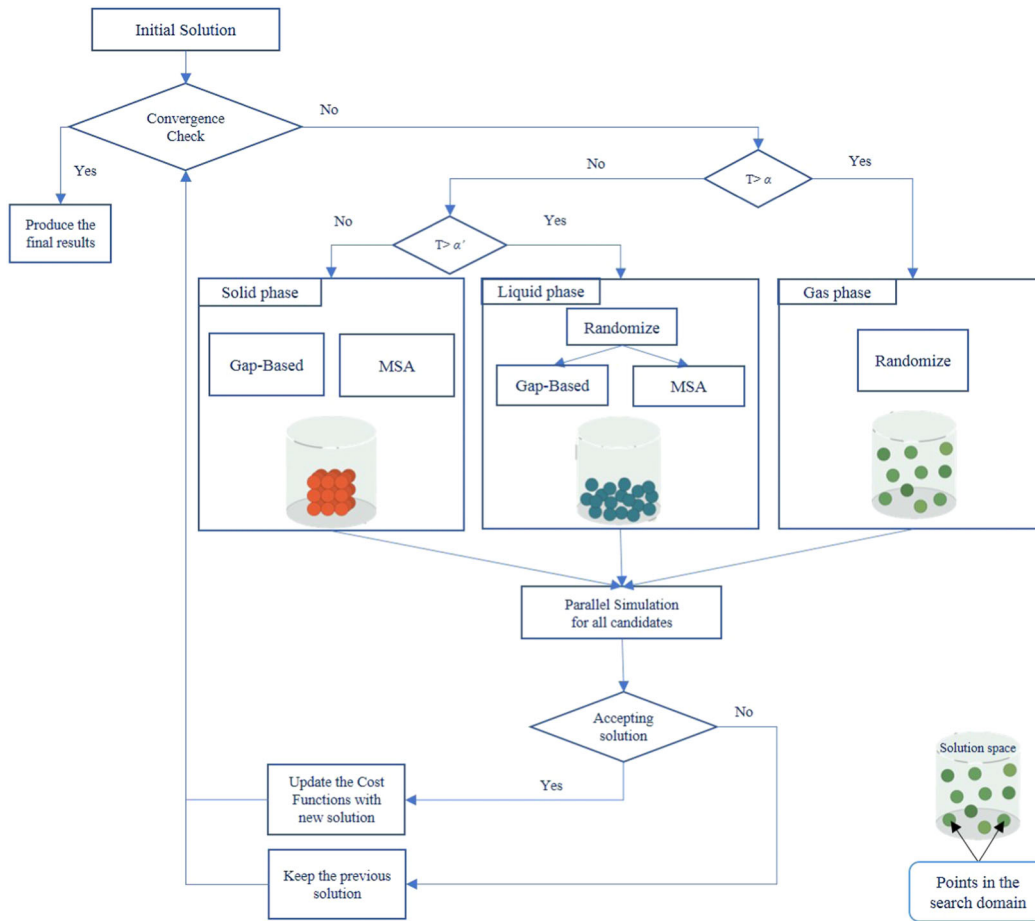 Initial Solution
Convergence
Check
No
Yes
Produce the
final results
T> α
No
Yes
T> α´
No
Yes
Solid phase
Gap-Based
MSA
Liquid phase
Randomize
Gap-Based
MSA
Gas phase
Randomize
Parallel Simulation
for all candidates
Accepting
solution
No
Yes
Update the Cost
Functions with
new solution
Keep the previous
solution
Solution space
Points in the
search domain